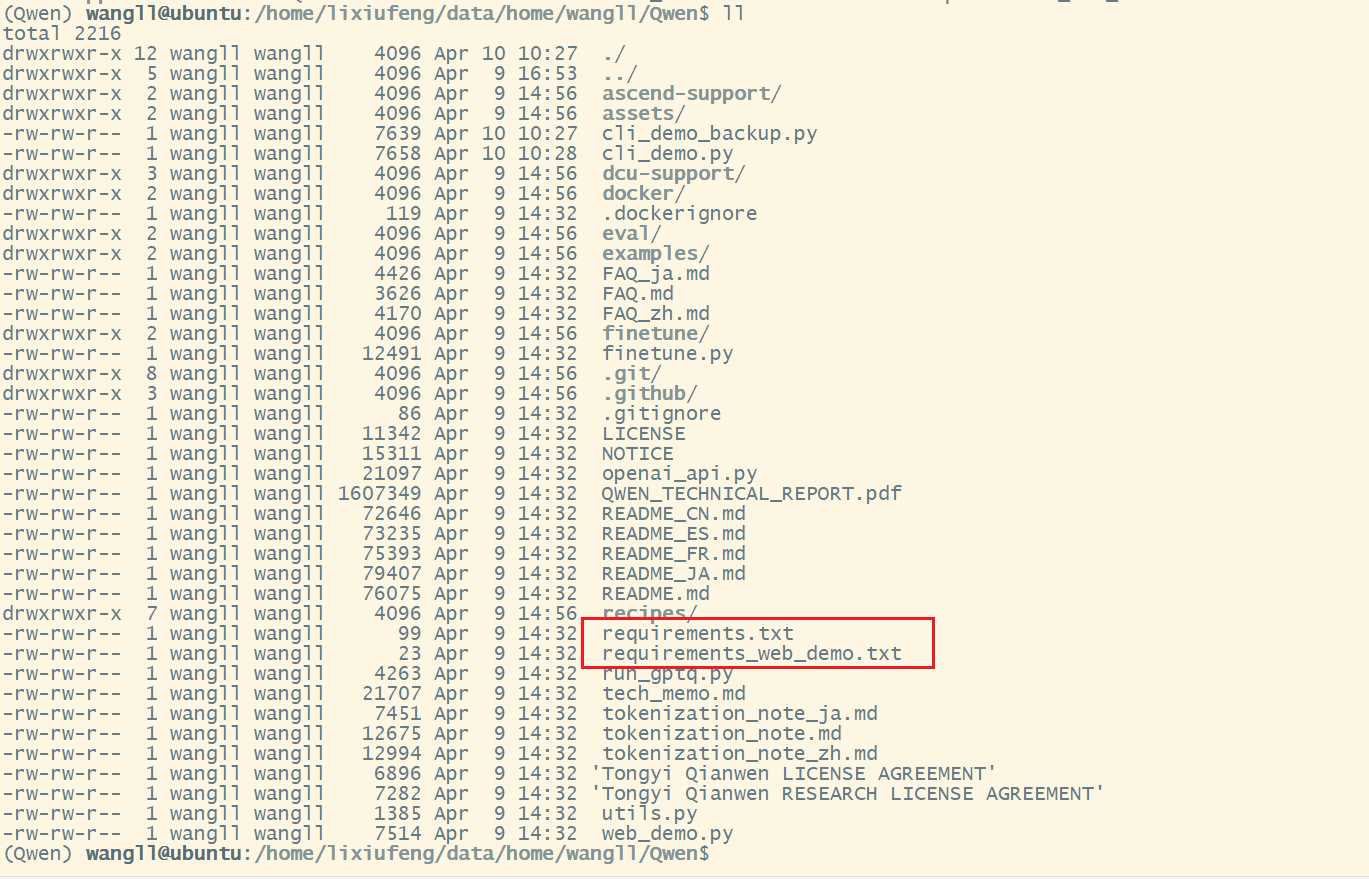 (Qwen) wangll@ubuntu:/home/lixiufeng/data/home/wangll/Qwen$ ll
total 2216
drwxrwxr-x 12 wangll wangll    4096 Apr 10 10:27  ./
drwxrwxr-x  5 wangll wangll    4096 Apr  9 16:53  ../
drwxrwxr-x  2 wangll wangll    4096 Apr  9 14:56  ascend-support/
drwxrwxr-x  2 wangll wangll    4096 Apr  9 14:56  assets/
-rw-rw-r--  1 wangll wangll    7639 Apr 10 10:27  cli_demo_backup.py
-rw-rw-r--  1 wangll wangll    7658 Apr 10 10:28  cli_demo.py
drwxrwxr-x  3 wangll wangll    4096 Apr  9 14:56  dcu-support/
drwxrwxr-x  2 wangll wangll    4096 Apr  9 14:56  docker/
-rw-rw-r--  1 wangll wangll     119 Apr  9 14:32  .dockerignore
drwxrwxr-x  2 wangll wangll    4096 Apr  9 14:56  eval/
drwxrwxr-x  2 wangll wangll    4096 Apr  9 14:56  examples/
-rw-rw-r--  1 wangll wangll    4426 Apr  9 14:32  FAQ_ja.md
-rw-rw-r--  1 wangll wangll    3626 Apr  9 14:32  FAQ.md
-rw-rw-r--  1 wangll wangll    4170 Apr  9 14:32  FAQ_zh.md
drwxrwxr-x  2 wangll wangll    4096 Apr  9 14:56  finetune/
-rw-rw-r--  1 wangll wangll   12491 Apr  9 14:32  finetune.py
drwxrwxr-x  8 wangll wangll    4096 Apr  9 14:56  .git/
drwxrwxr-x  3 wangll wangll    4096 Apr  9 14:56  .github/
-rw-rw-r--  1 wangll wangll      86 Apr  9 14:32  .gitignore
-rw-rw-r--  1 wangll wangll   11342 Apr  9 14:32  LICENSE
-rw-rw-r--  1 wangll wangll   15311 Apr  9 14:32  NOTICE
-rw-rw-r--  1 wangll wangll   21097 Apr  9 14:32  openai_api.py
-rw-rw-r--  1 wangll wangll 1607349 Apr  9 14:32  QWEN_TECHNICAL_REPORT.pdf
-rw-rw-r--  1 wangll wangll   72646 Apr  9 14:32  README_CN.md
-rw-rw-r--  1 wangll wangll   73235 Apr  9 14:32  README_ES.md
-rw-rw-r--  1 wangll wangll   75393 Apr  9 14:32  README_FR.md
-rw-rw-r--  1 wangll wangll   79407 Apr  9 14:32  README_JA.md
-rw-rw-r--  1 wangll wangll   76075 Apr  9 14:32  README.md
drwxrwxr-x  7 wangll wangll    4096 Apr  9 14:56  recipes/
-rw-rw-r--  1 wangll wangll      99 Apr  9 14:32  requirements.txt
-rw-rw-r--  1 wangll wangll      23 Apr  9 14:32  requirements_web_demo.txt
-rw-rw-r--  1 wangll wangll    4263 Apr  9 14:32  run_gptq.py
-rw-rw-r--  1 wangll wangll   21707 Apr  9 14:32  tech_memo.md
-rw-rw-r--  1 wangll wangll    7451 Apr  9 14:32  tokenization_note_ja.md
-rw-rw-r--  1 wangll wangll   12675 Apr  9 14:32  tokenization_note.md
-rw-rw-r--  1 wangll wangll   12994 Apr  9 14:32  tokenization_note_zh.md
-rw-rw-r--  1 wangll wangll    6896 Apr  9 14:32 'Tongyi Qianwen LICENSE AGREEMENT'
-rw-rw-r--  1 wangll wangll    7282 Apr  9 14:32 'Tongyi Qianwen RESEARCH LICENSE AGREEMENT'
-rw-rw-r--  1 wangll wangll    1385 Apr  9 14:32  utils.py
-rw-rw-r--  1 wangll wangll    7514 Apr  9 14:32  web_demo.py
(Qwen) wangll@ubuntu:/home/lixiufeng/data/home/wangll/Qwen$